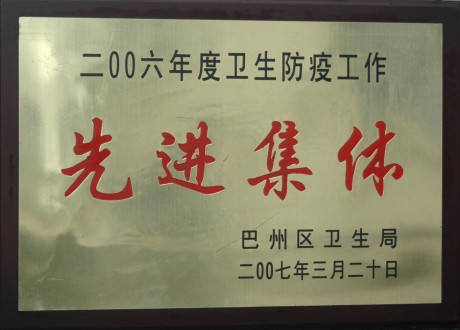 二00六年度卫生防疫工作
先进集体
巴州区卫生局
二00七年三月二十日